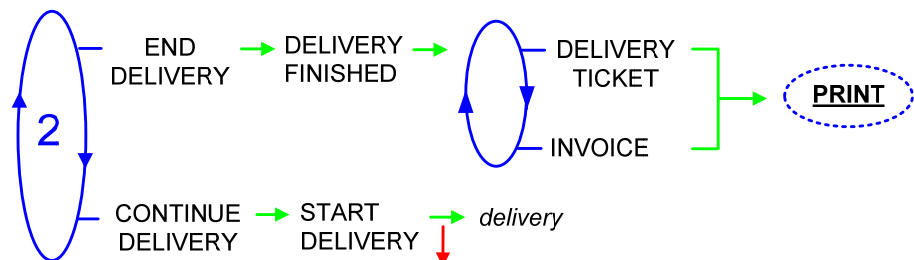 END
DELIVERY
DELIVERY
FINISHED
DELIVERY
TICKET
PRINT
2
INVOICE
CONTINUE
DELIVERY
START
DELIVERY
delivery